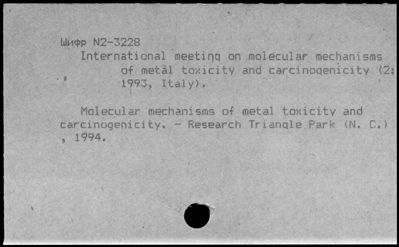 Шифр N2-3228
International meeting on molecular mechanisms
of metal toxicity and carcinogenicity (2;
1993, Italy).
Molecular mechanisms of metal toxicity and
carcinogenicity. - Research Triangle Park (N. C.)
, 1994.